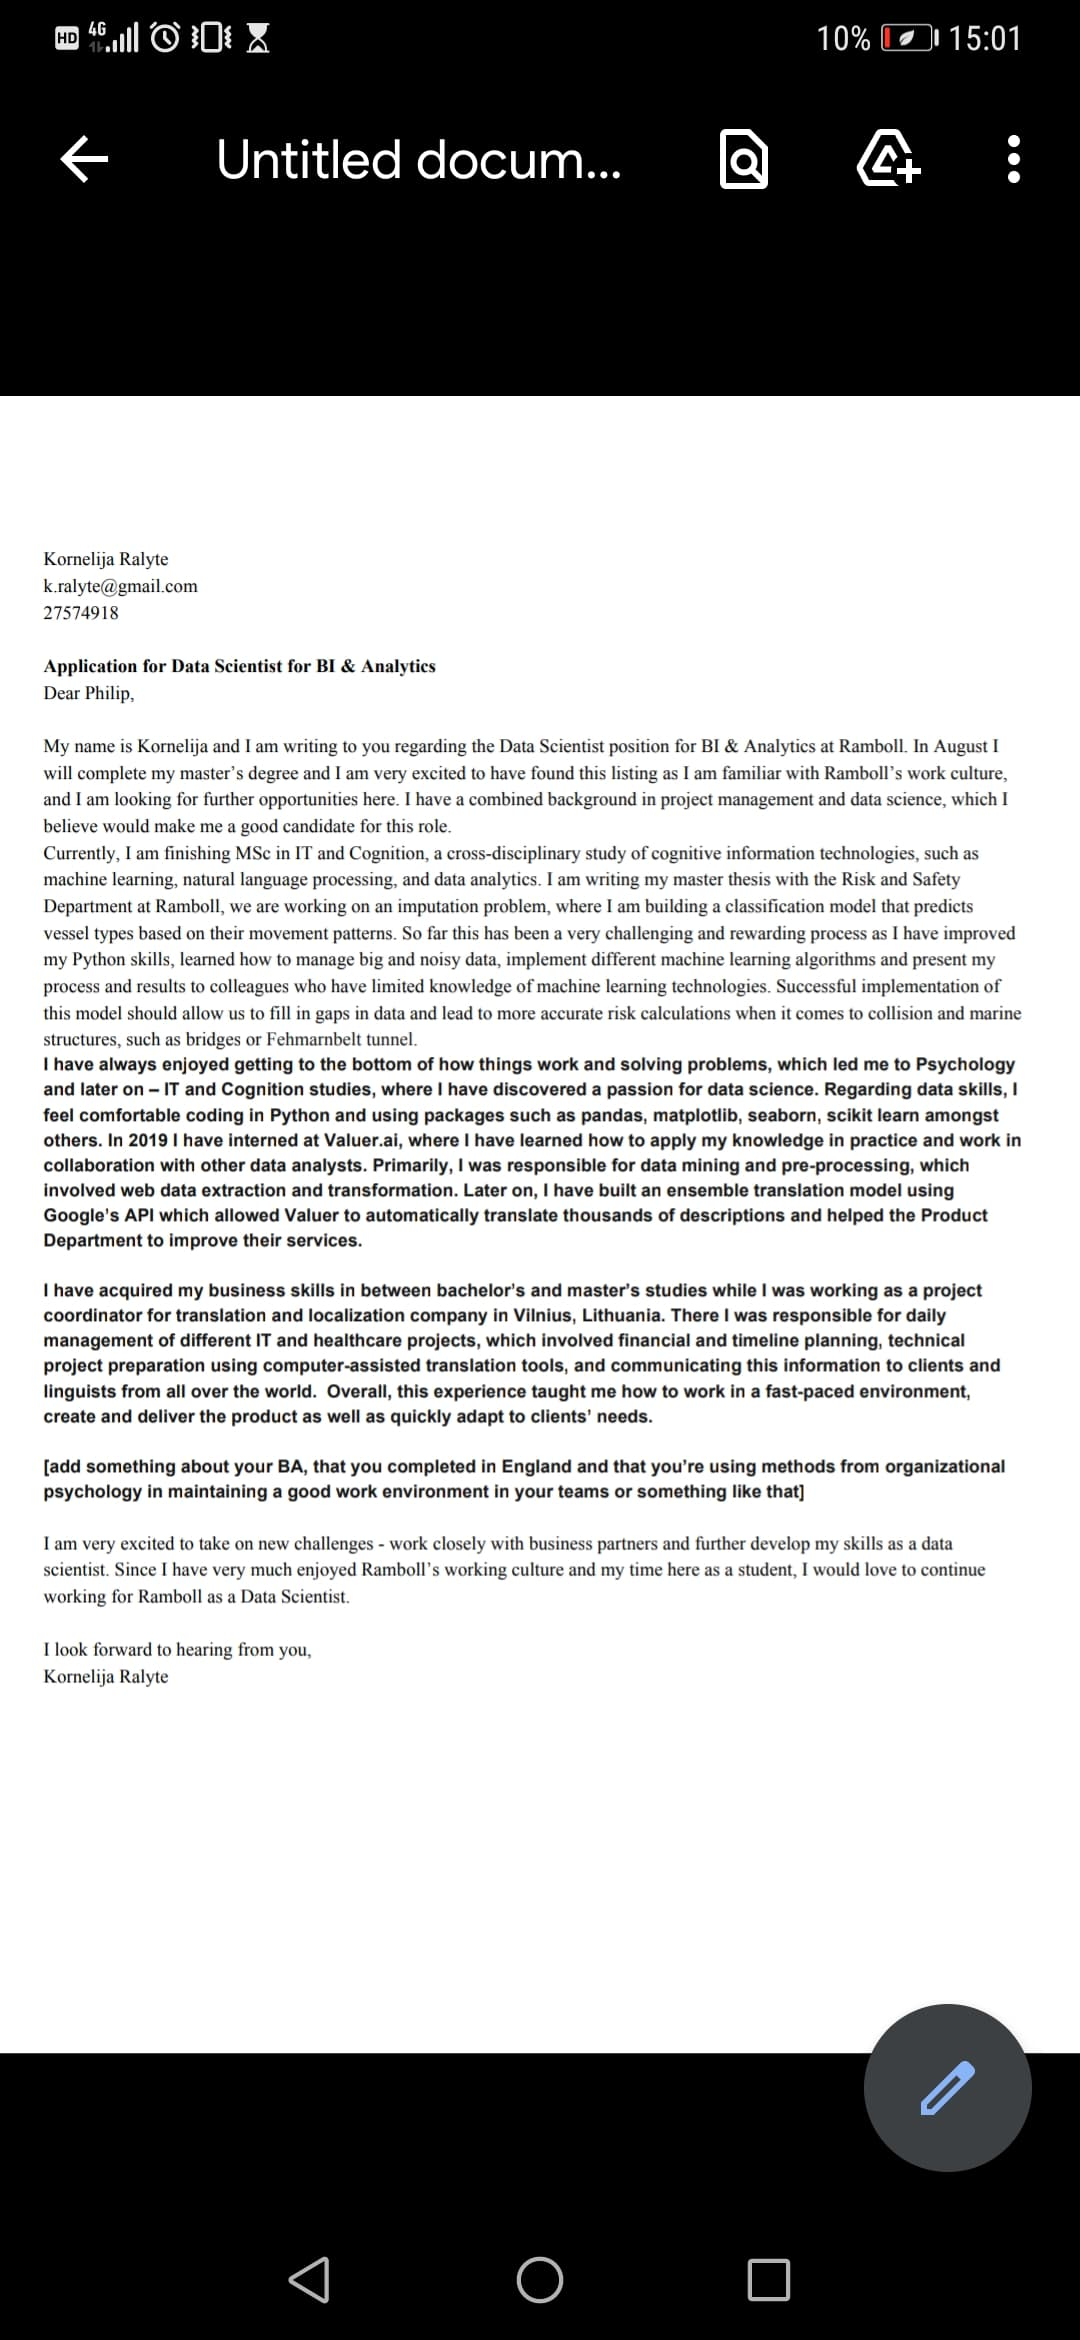 HD 4G 10% 15:01
Untitled docum...
Kornelija Ralyte
k.ralyte@gmail.com
27574918
Application for Data Scientist for BI & Analytics
Dear Philip,
My name is Kornelija and I am writing to you regarding the Data Scientist position for BI & Analytics at Ramboll. In August I
will complete my master's degree and I am very excited to have found this listing as I am familiar with Ramboll's work culture,
and I am looking for further opportunities here. I have a combined background in project management and data science, which I
believe would make me a good candidate for this role.
Currently, I am finishing MSc in IT and Cognition, a cross-disciplinary study of cognitive information technologies, such as
machine learning, natural language processing, and data analytics. I am writing my master thesis with the Risk and Safety
Department at Ramboll, we are working on an imputation problem, where I am building a classification model that predicts
vessel types based on their movement patterns. So far this has been a very challenging and rewarding process as I have improved
my Python skills, learned how to manage big and noisy data, implement different machine learning algorithms and present my
process and results to colleagues who have limited knowledge of machine learning technologies. Successful implementation of
this model should allow us to fill in gaps in data and lead to more accurate risk calculations when it comes to collision and marine
structures, such as bridges or Fehmarnbelt tunnel.
I have always enjoyed getting to the bottom of how things work and solving problems, which led me to Psychology
and later on – IT and Cognition studies, where I have discovered a passion for data science. Regarding data skills, I
feel comfortable coding in Python and using packages such as pandas, matplotlib, seaborn, scikit learn amongst
others. In 2019 I have interned at Valuer.ai, where I have learned how to apply my knowledge in practice and work in
collaboration with other data analysts. Primarily, I was responsible for data mining and pre-processing, which
involved web data extraction and transformation. Later on, I have built an ensemble translation model using
Google's API which allowed Valuer to automatically translate thousands of descriptions and helped the Product
Department to improve their services.
I have acquired my business skills in between bachelor's and master's studies while I was working as a project
coordinator for translation and localization company in Vilnius, Lithuania. There I was responsible for daily
management of different IT and healthcare projects, which involved financial and timeline planning, technical
project preparation using computer-assisted translation tools, and communicating this information to clients and
linguists from all over the world.  Overall, this experience taught me how to work in a fast-paced environment,
create and deliver the product as well as quickly adapt to clients' needs.
[add something about your BA, that you completed in England and that you're using methods from organizational
psychology in maintaining a good work environment in your teams or something like that]
I am very excited to take on new challenges - work closely with business partners and further develop my skills as a data
scientist. Since I have very much enjoyed Ramboll's working culture and my time here as a student, I would love to continue
working for Ramboll as a Data Scientist.
I look forward to hearing from you,
Kornelija Ralyte